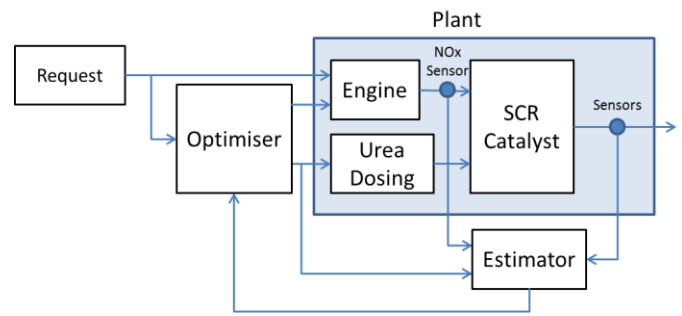 Plant
Request
NOx
Sensor
Engine
Optimiser
Urea
Dosing
SCR
Catalyst
Sensors
Estimator